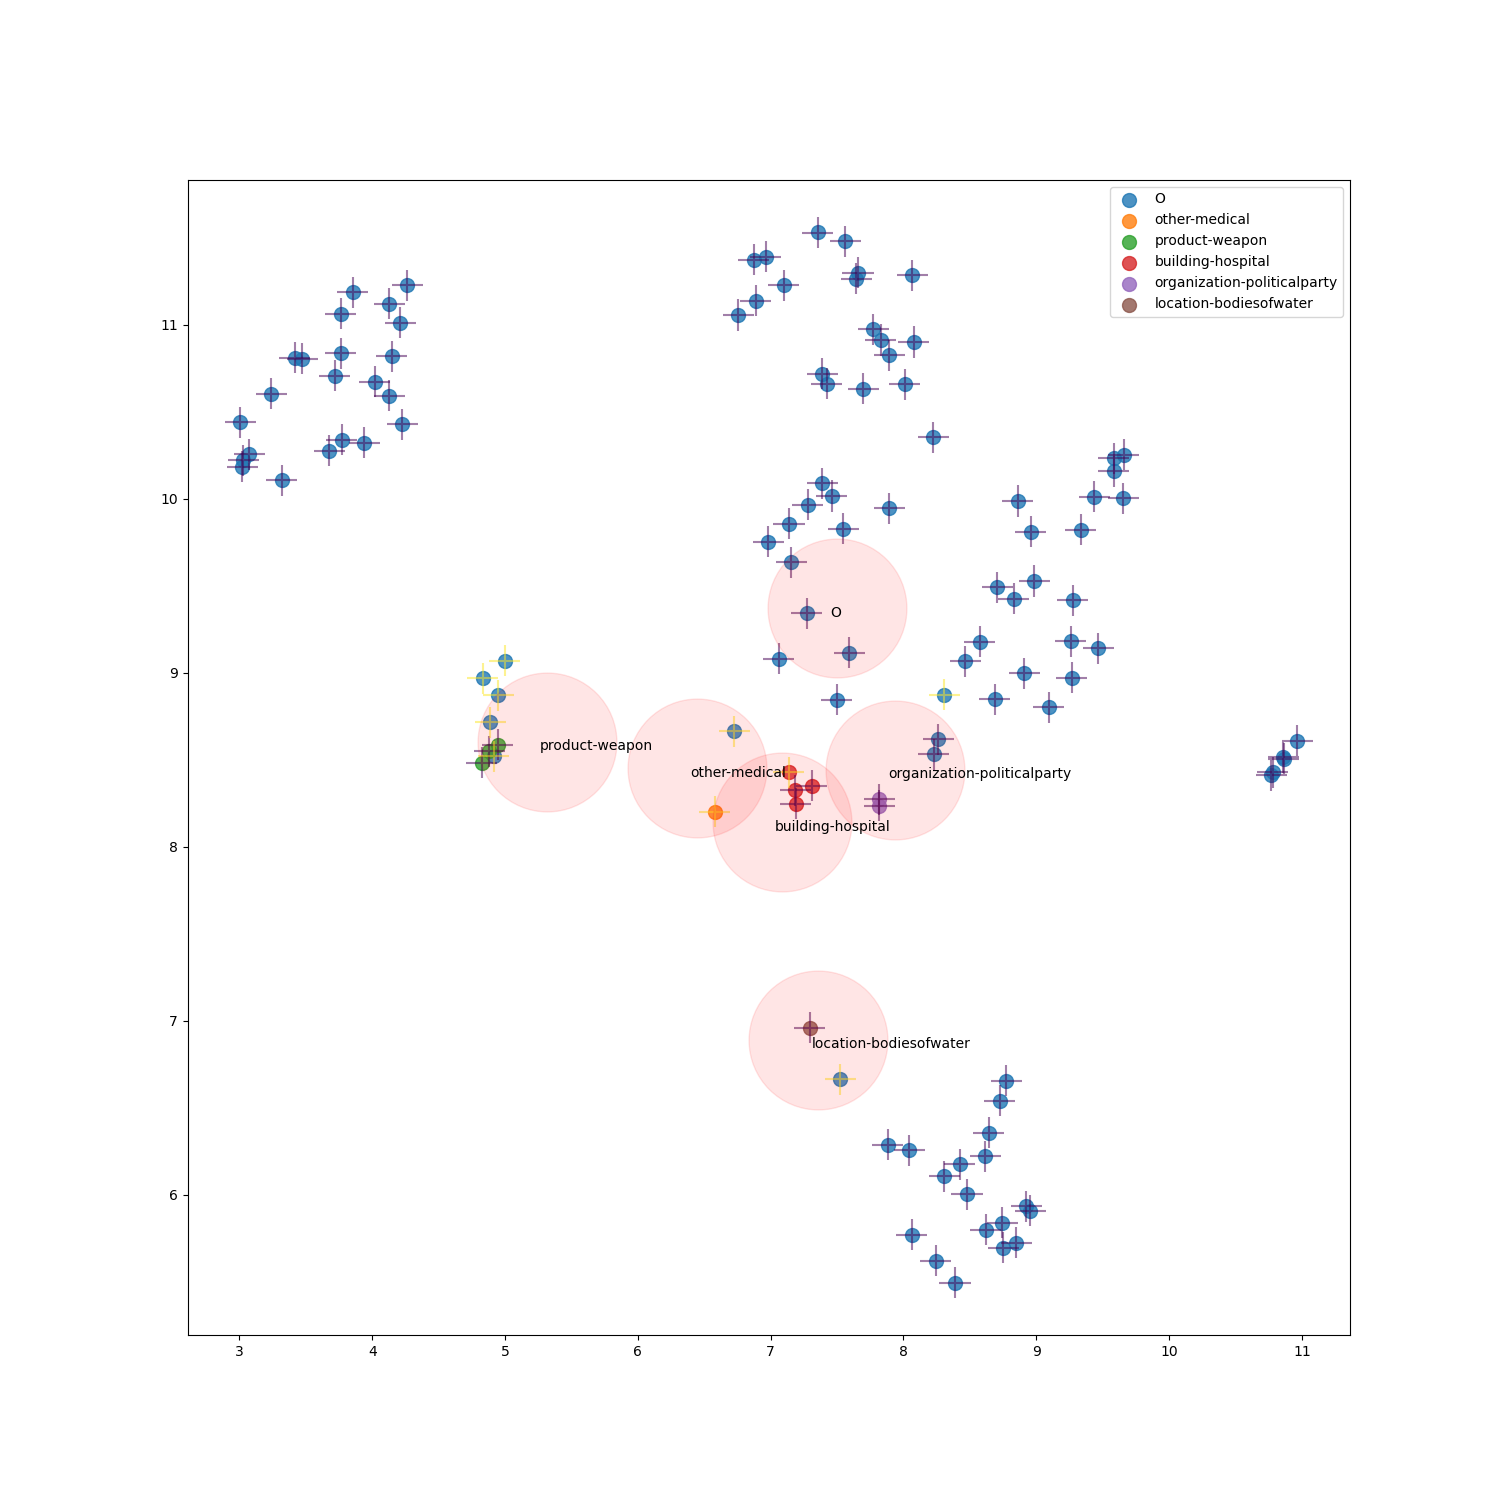 O
other-medical
product-weapon
building-hospital
organization-politicalparty
location-bodiesofwater
11
10
O
9
product-weapon
other-medical
organization-politicalparty
building-hospital
8
location-bodiesofwater
7
6
3 4 5 6 7 8 9 10 11